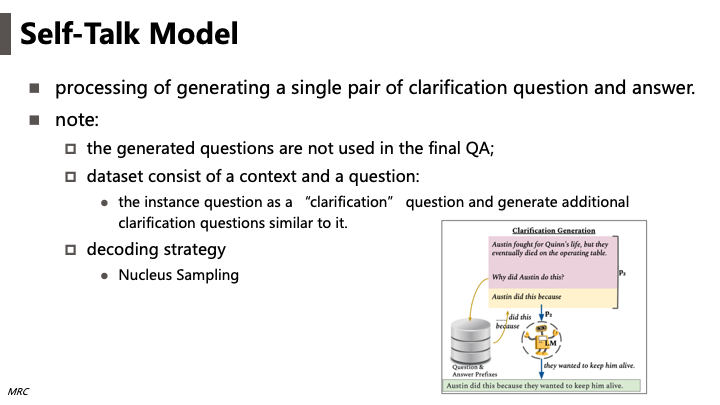 Self-Talk Model
processing of generating a single pair of clarification question and answer.
note:
the generated questions are not used in the final QA;
dataset consist of a context and a question:
the instance question as a “clarification” question and generate additional
clarification questions similar to it.
decoding strategy
Nucleus Sampling
Clarification Generation
Austin fought for Quinn's life, but they
eventually died on the operating table.
Why did Austin do this?
p₂
Austin did this because
p₂
___ did this
because
LM
they wanted to keep him alive.
Question &
Answer Prefixes
Austin did this because they wanted to keep him alive.
MRC